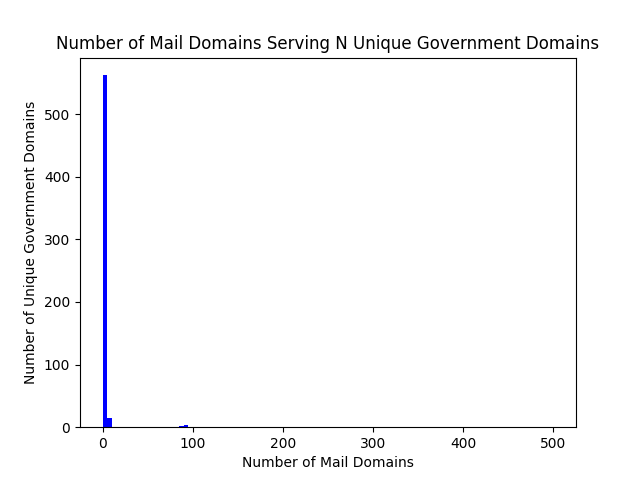 Number of Mail Domains Serving N Unique Government Domains
Number of Unique Government Domains
500
400
300
200
100
0
0 100 200 300 400 500
Number of Mail Domains